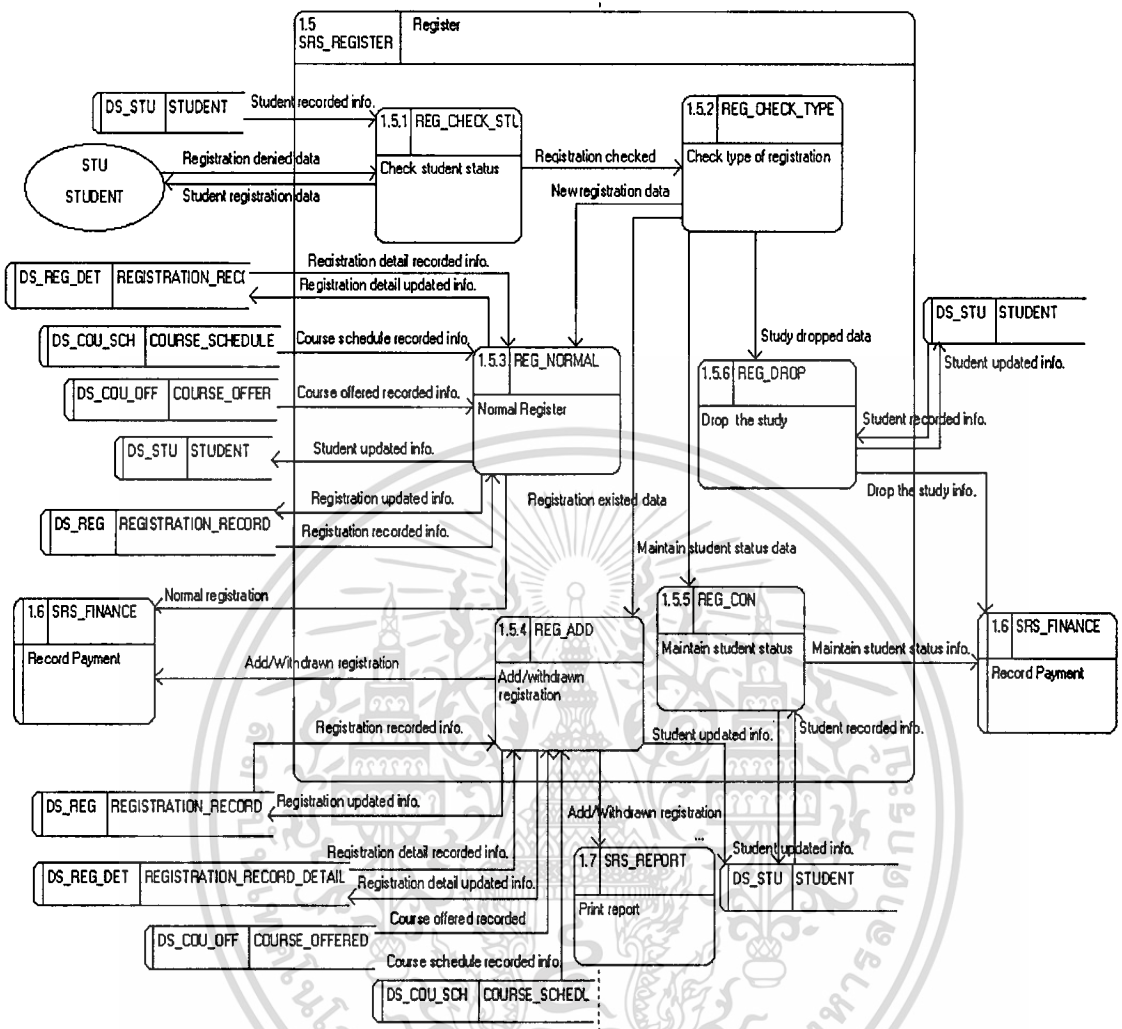 1.5 Register
SRS_REGISTER
DS_STU STUDENT
Student recorded info.
1.5.1 REG_CHECK_STU
Check student status
1.5.2 REG_CHECK_TYPE
Check type of registration
STU
STUDENT
Registration denied data
Student registration data
Registration checked
New registration data
DS_REG_DET REGISTRATION_REC(
Registration detail recorded info.
Registration detail updated info.
DS_COU_SCH COURSE_SCHEDULE
Course schedule recorded info.
DS_COU_OFF COURSE_OFFER
Course offered recorded info.
1.5.3 REG_NORMAL
Normal Register
Study dropped data
1.5.6 REG_DROP
Drop the study
DS_STU STUDENT
Student updated info.
Student recorded info.
Drop the study info.
DS_STU STUDENT
Student updated info.
DS_REG REGISTRATION_RECORD
Registration updated info.
Registration recorded info.
Registration existed data
Maintain student status data
1.6 SRS_FINANCE
Record Payment
Normal registration
Add/Withdrawn registration
1.5.4 REG_ADD
Add/withdrawn
registration
1.5.5 REG_CON
Maintain student status
Maintain student status info.
1.6 SRS_FINANCE
Record Payment
Registration recorded info.
Student updated info.
Student recorded info.
DS_REG REGISTRATION_RECORD
Registration updated info.
Add/Withdrawn registration
...
Registration detail recorded info.
DS_REG_DET REGISTRATION_RECORD_DETAIL
Registration detail updated info.
1.7 SRS_REPORT
Print report
Student updated info.
DS_STU STUDENT
Course offered recorded
DS_COU_OFF COURSE_OFFERED
Course schedule recorded info.
DS_COU_SCH COURSE_SCHEDL